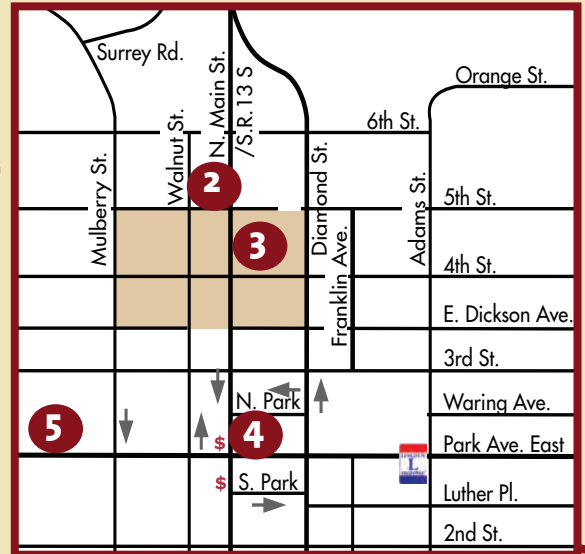 Surrey Rd.
Orange St.
N. Main St.
/S.R.13 S
6th St.
Walnut St.
Mulberry St.
Diamond St.
Adams St.
2
5th St.
3
Franklin Ave.
4th St.
E. Dickson Ave.
3rd St.
N. Park
Waring Ave.
5
$
4
Park Ave. East
L
$
S. Park
Luther Pl.
2nd St.